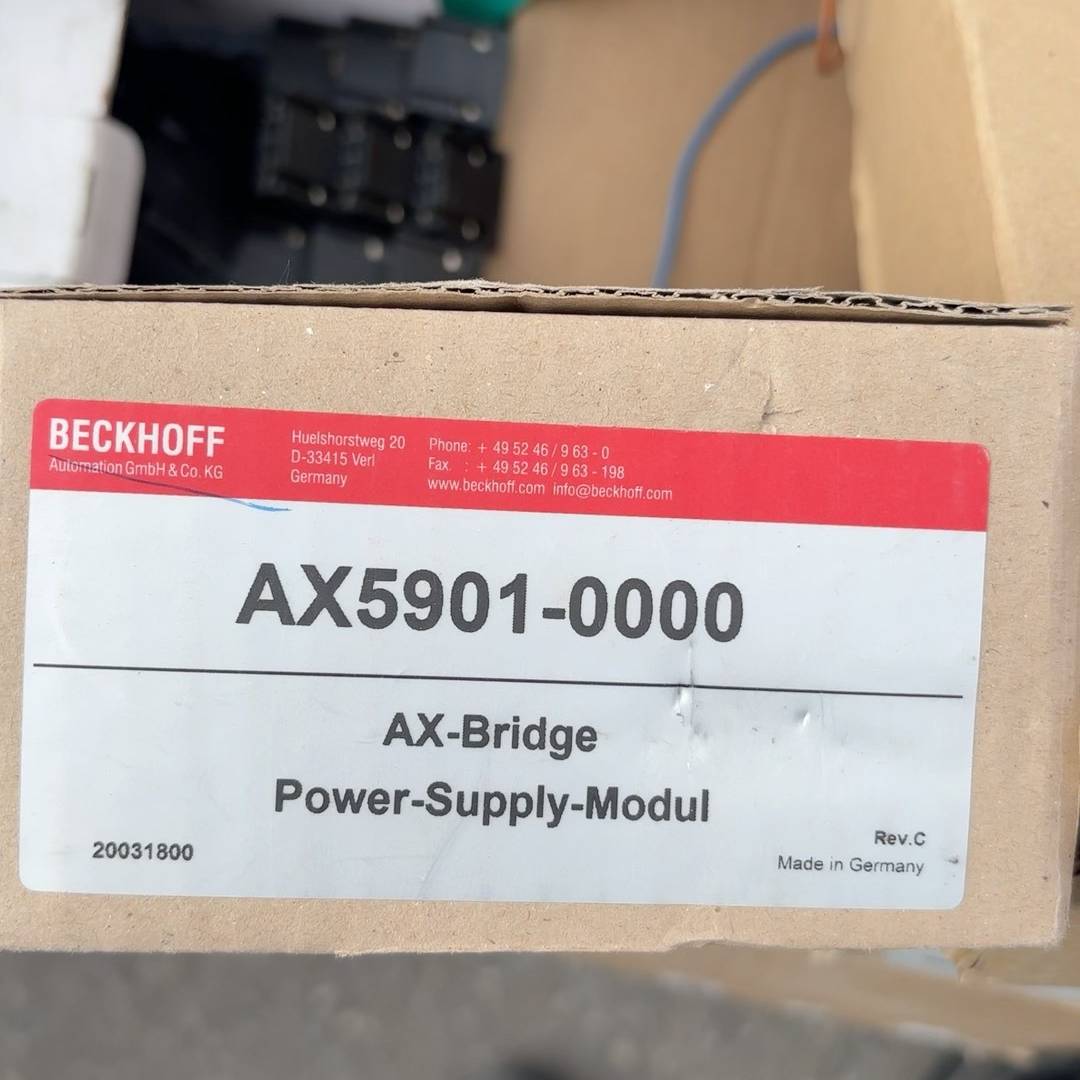 BECKHOFF
Automation GmbH & Co. KG
Huelshorstweg 20
D-33415 Verl
Germany
Phone: + 49 52 46 / 9 63 - 0
Fax. : + 49 52 46 / 9 63 - 198
www.beckhoff.com info@beckhoff.com
AX5901-0000
AX-Bridge
Power-Supply-Modul
20031800
Rev.C
Made in Germany